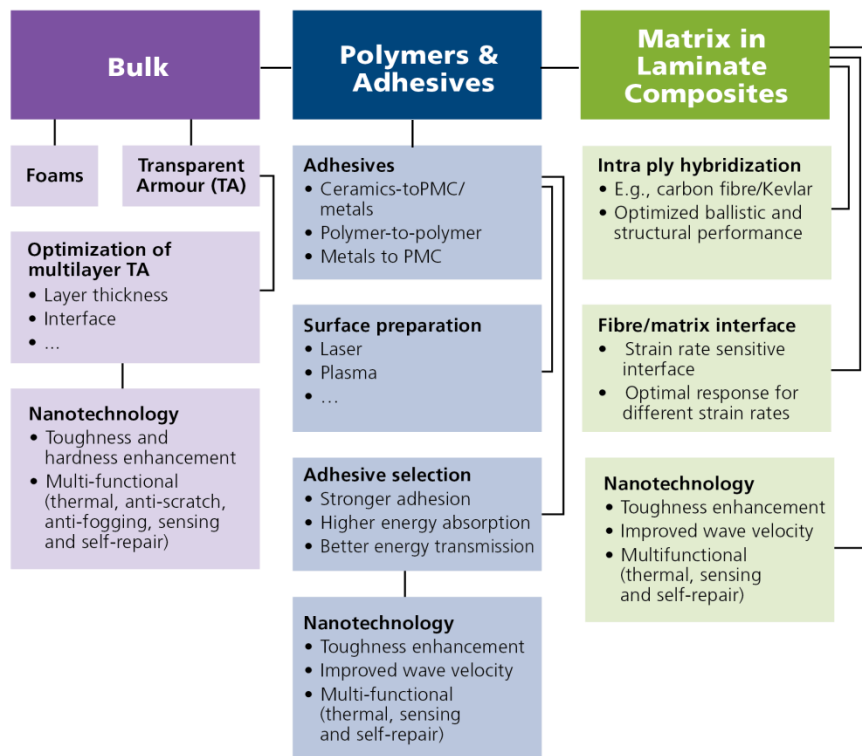 Bulk
Foams
Transparent
Armour (TA)
Optimization of
multilayer TA
• Layer thickness
• Interface
• ...
Nanotechnology
• Toughness and
hardness enhancement
• Multi-functional
(thermal, anti-scratch,
anti-fogging, sensing
and self-repair)
Polymers &
Adhesives
Adhesives
• Ceramics-toPMC/
metals
• Polymer-to-polymer
• Metals to PMC
Surface preparation
• Laser
• Plasma
• ...
Adhesive selection
• Stronger adhesion
• Higher energy absorption
• Better energy transmission
Nanotechnology
• Toughness enhancement
• Improved wave velocity
• Multi-functional
(thermal, sensing
and self-repair)
Matrix in
Laminate
Composites
Intra ply hybridization
• E.g., carbon fibre/Kevlar
• Optimized ballistic and
structural performance
Fibre/matrix interface
• Strain rate sensitive
interface
• Optimal response for
different strain rates
Nanotechnology
• Toughness enhancement
• Improved wave velocity
• Multifunctional
(thermal, sensing
and self-repair)